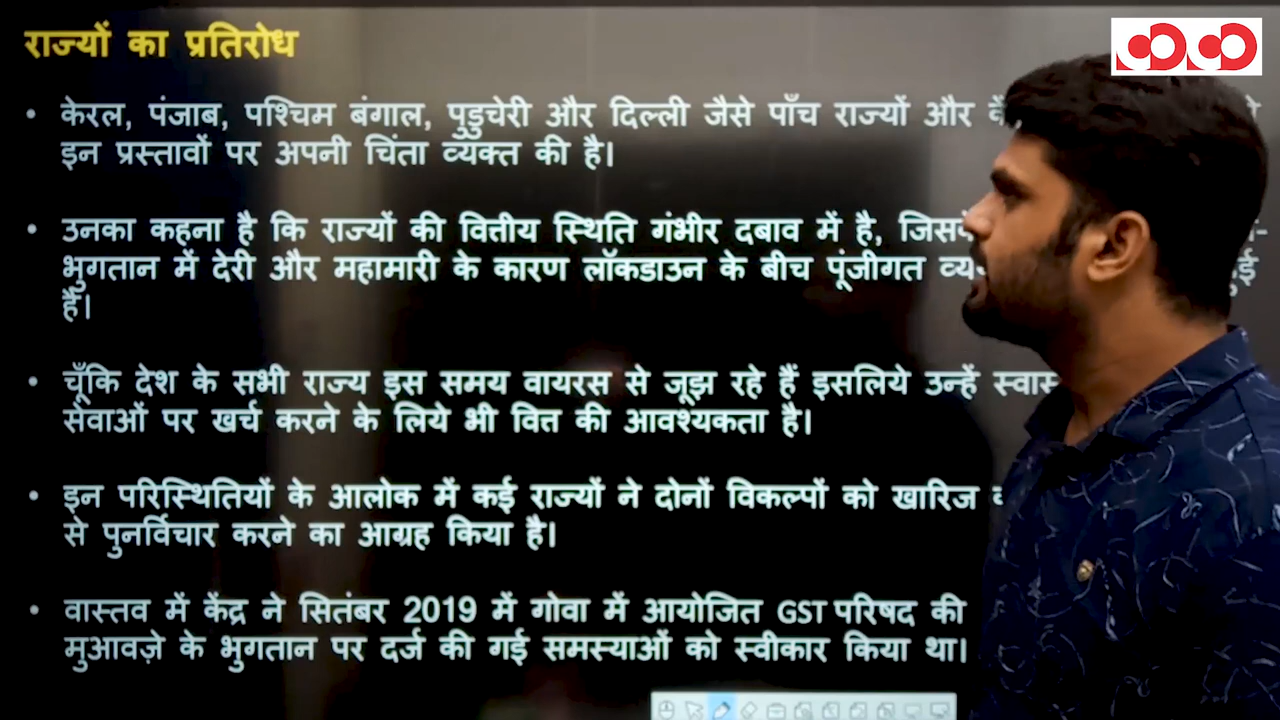 राज्यों का प्रतिरोध
• केरल, पंजाब, पश्चिम बंगाल, पुडुचेरी और दिल्ली जैसे पाँच राज्यों और
इन प्रस्तावों पर अपनी चिंता व्यक्त की है।
• उनका कहना है कि राज्यों की वित्तीय स्थिति गंभीर दबाव में है,
भुगतान में देरी और महामारी के कारण लॉकडाउन के बीच पूंजीगत
हैं।
• चूँकि देश के सभी राज्य इस समय वायरस से जूझ रहे हैं इसलिये उन्हें
सेवाओं पर खर्च करने के लिये भी वित्त की आवश्यकता है।
• इन परिस्थितियों के आलोक में कई राज्यों ने दोनों विकल्पों को खारिज
से पुनर्विचार करने का आग्रह किया है।
• वास्तव में केंद्र ने सितंबर 2019 में गोवा में आयोजित GST परिषद की
मुआवज़े के भुगतान पर दर्ज की गई समस्याओं को स्वीकार किया था।